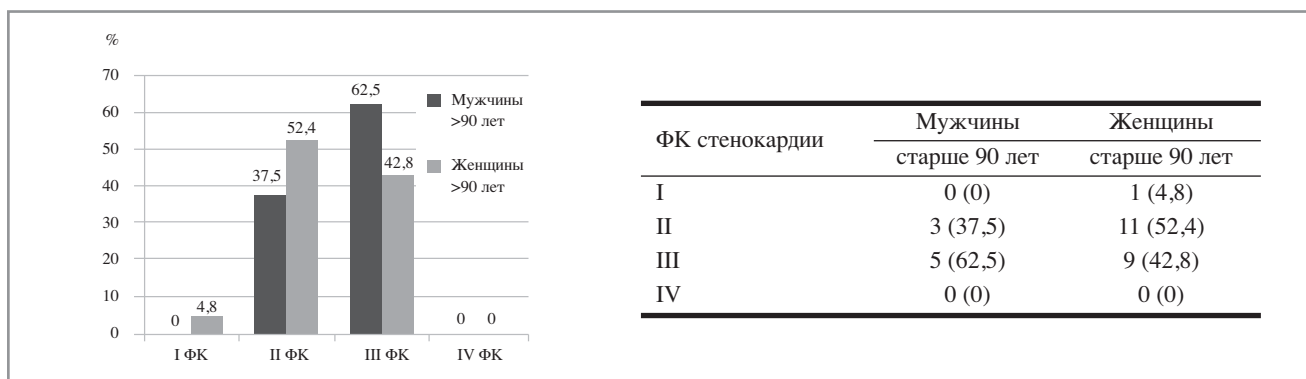 %
70
60
50
40
30
20
10
0
0
4,8
37,5
52,4
62,5
42,8
0 0
I ФК II ФК III ФК IV ФК
Мужчины
>90 лет
Женщины
>90 лет
ФК стенокардии Мужчины Женщины
старше 90 лет старше 90 лет
I 0 (0) 1 (4,8)
II 3 (37,5) 11 (52,4)
III 5 (62,5) 9 (42,8)
IV 0 (0) 0 (0)